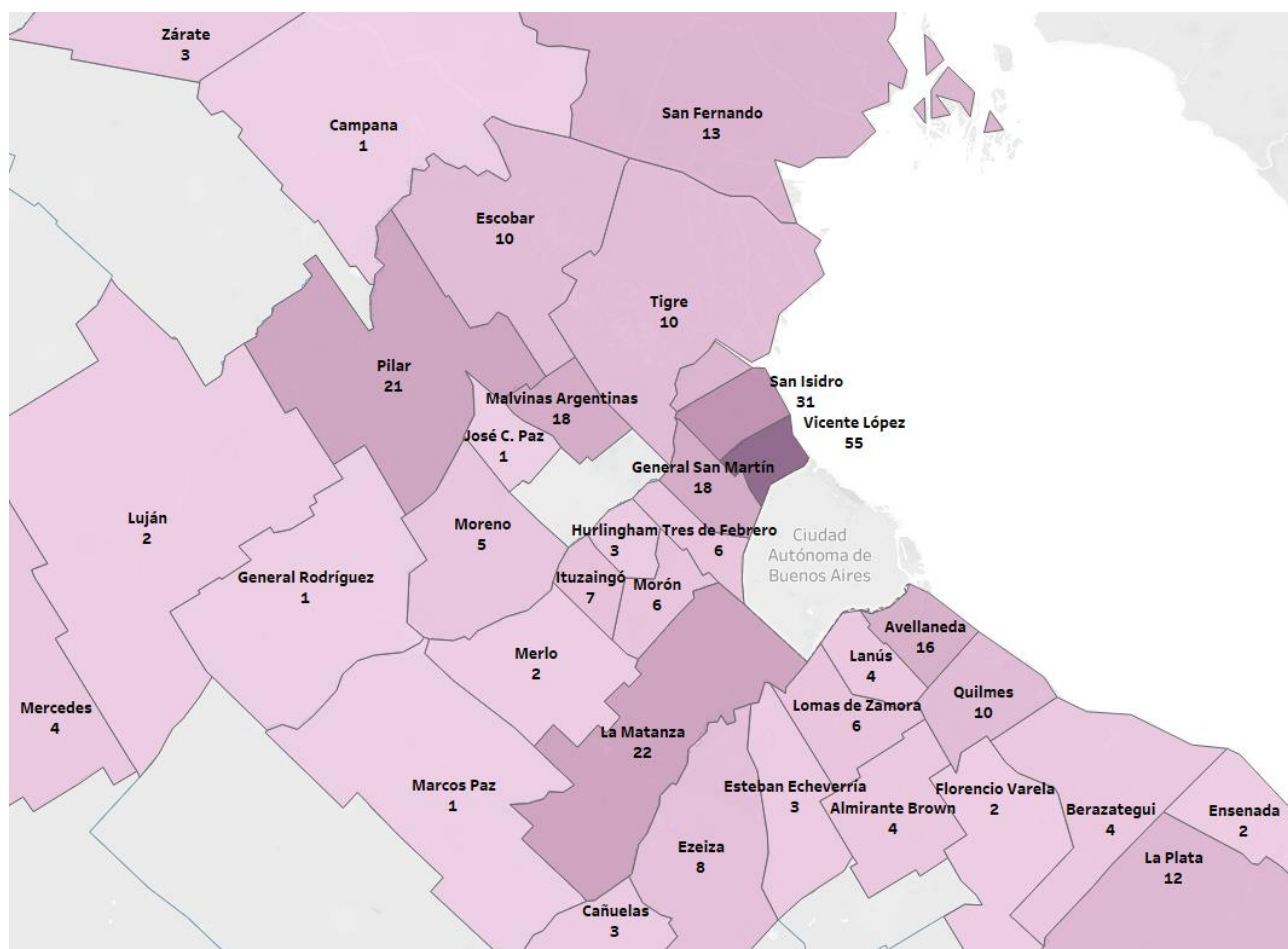 Zárate
3
Campana
1
San Fernando
13
Escobar
10
Tigre
10
Pilar
21
Malvinas Argentinas
18
José C. Paz
1
San Isidro
31
Vicente López
55
General San Martín
18
Luján
2
Moreno
5
Hurlingham
3
Tres de Febrero
6
Ciudad
Autónoma de
Buenos Aires
General Rodríguez
1
Ituzaingó
7
Morón
6
Merlo
2
Avellaneda
16
Lanús
4
Quilmes
10
Mercedes
4
Lomas de Zamora
6
La Matanza
22
Marcos Paz
1
Esteban Echeverría
3
Almirante Brown
4
Florencio Varela
2
Berazategui
4
Ensenada
2
Ezeiza
8
La Plata
12
Cañuelas
3